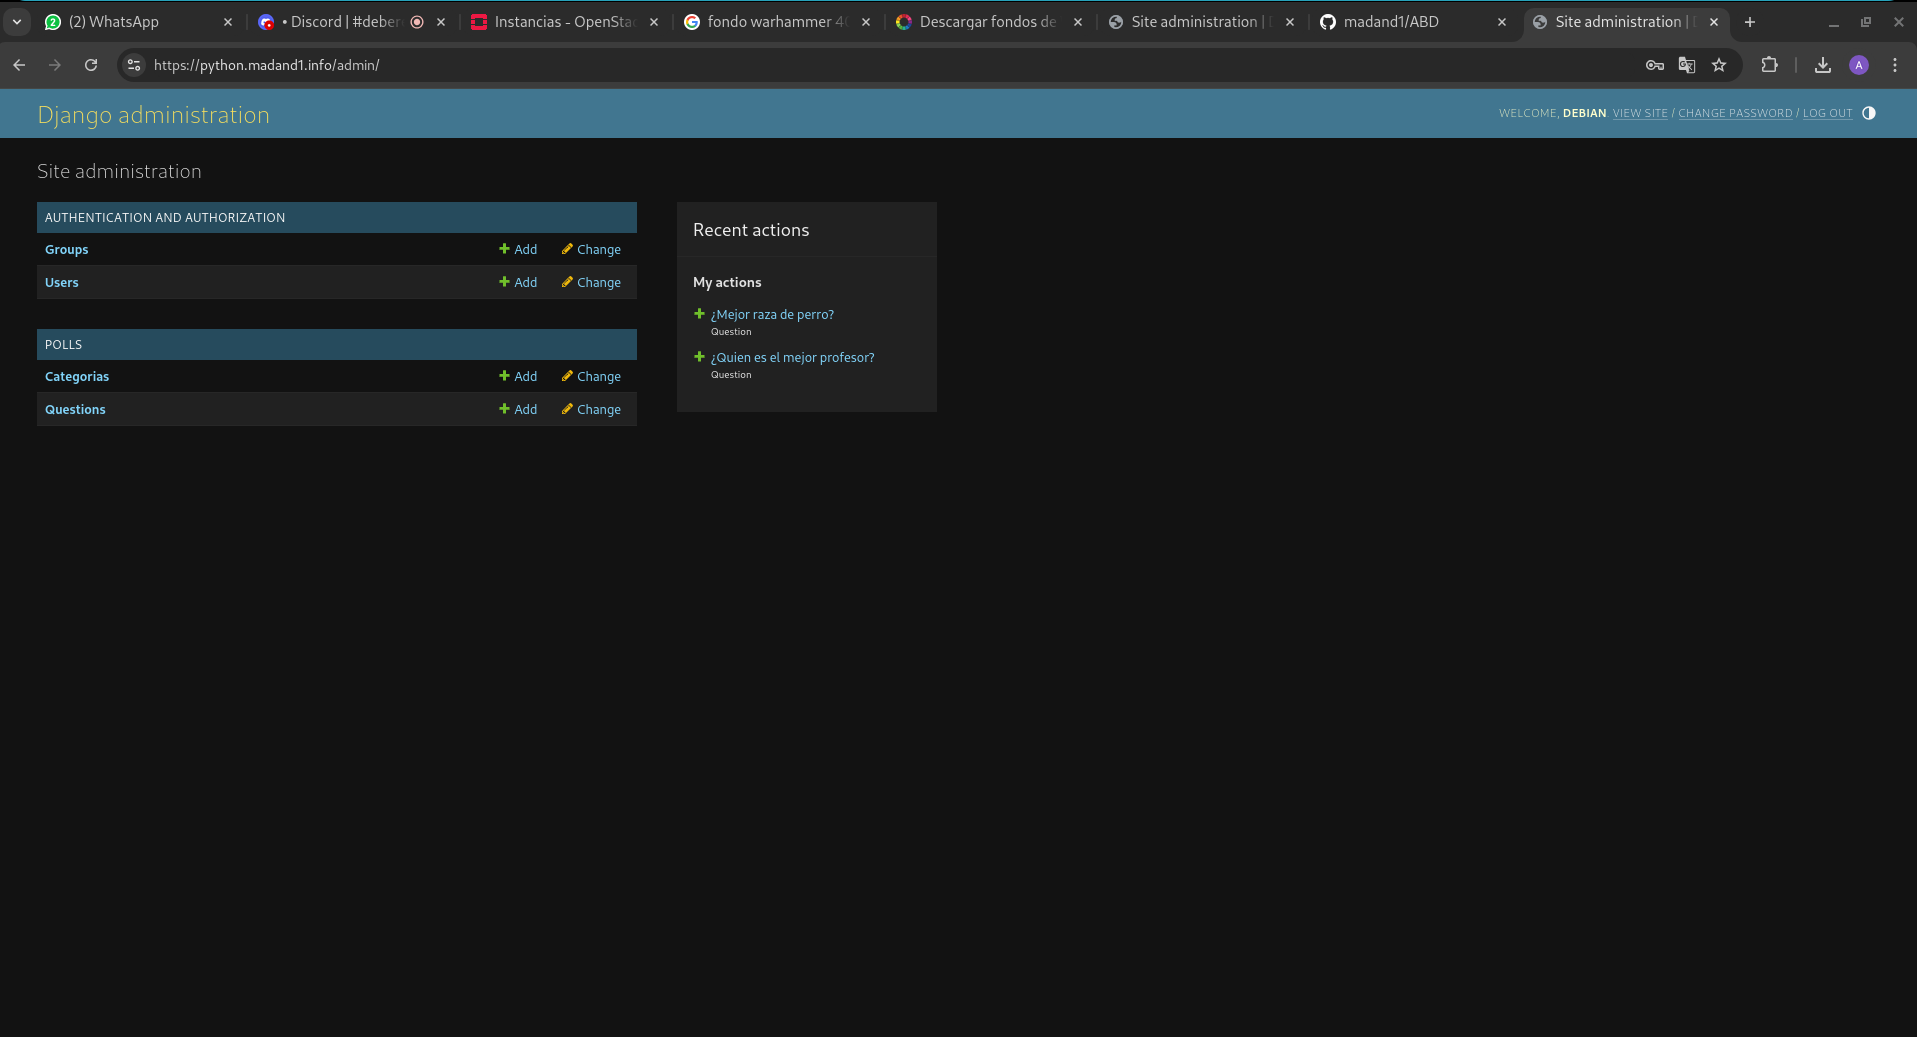 (2) WhatsApp
• Discord | #deber
Instancias - OpenSta
fondo warhammer 4
Descargar fondos de
Site administration |
madand1/ABD
Site administration |
https://python.madand1.info/admin/
A
Django administration
WELCOME, DEBIAN VIEW SITE / CHANGE PASSWORD / LOG OUT
Site administration
AUTHENTICATION AND AUTHORIZATION
Groups Add Change
Users Add Change
POLLS
Categorias Add Change
Questions Add Change
Recent actions
My actions
¿Mejor raza de perro?
Question
¿Quien es el mejor profesor?
Question